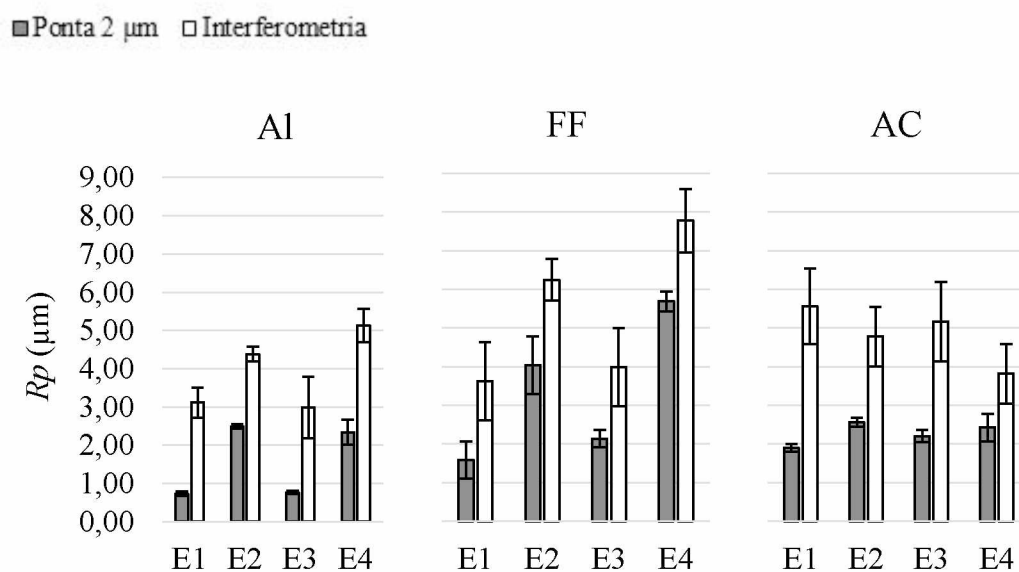 Ponta 2 µm Interferometria
Al FF AC
9,00
8,00
7,00
6,00
5,00
4,00
3,00
2,00
1,00
0,00
Rp (µm)
E1 E2 E3 E4 E1 E2 E3 E4 E1 E2 E3 E4